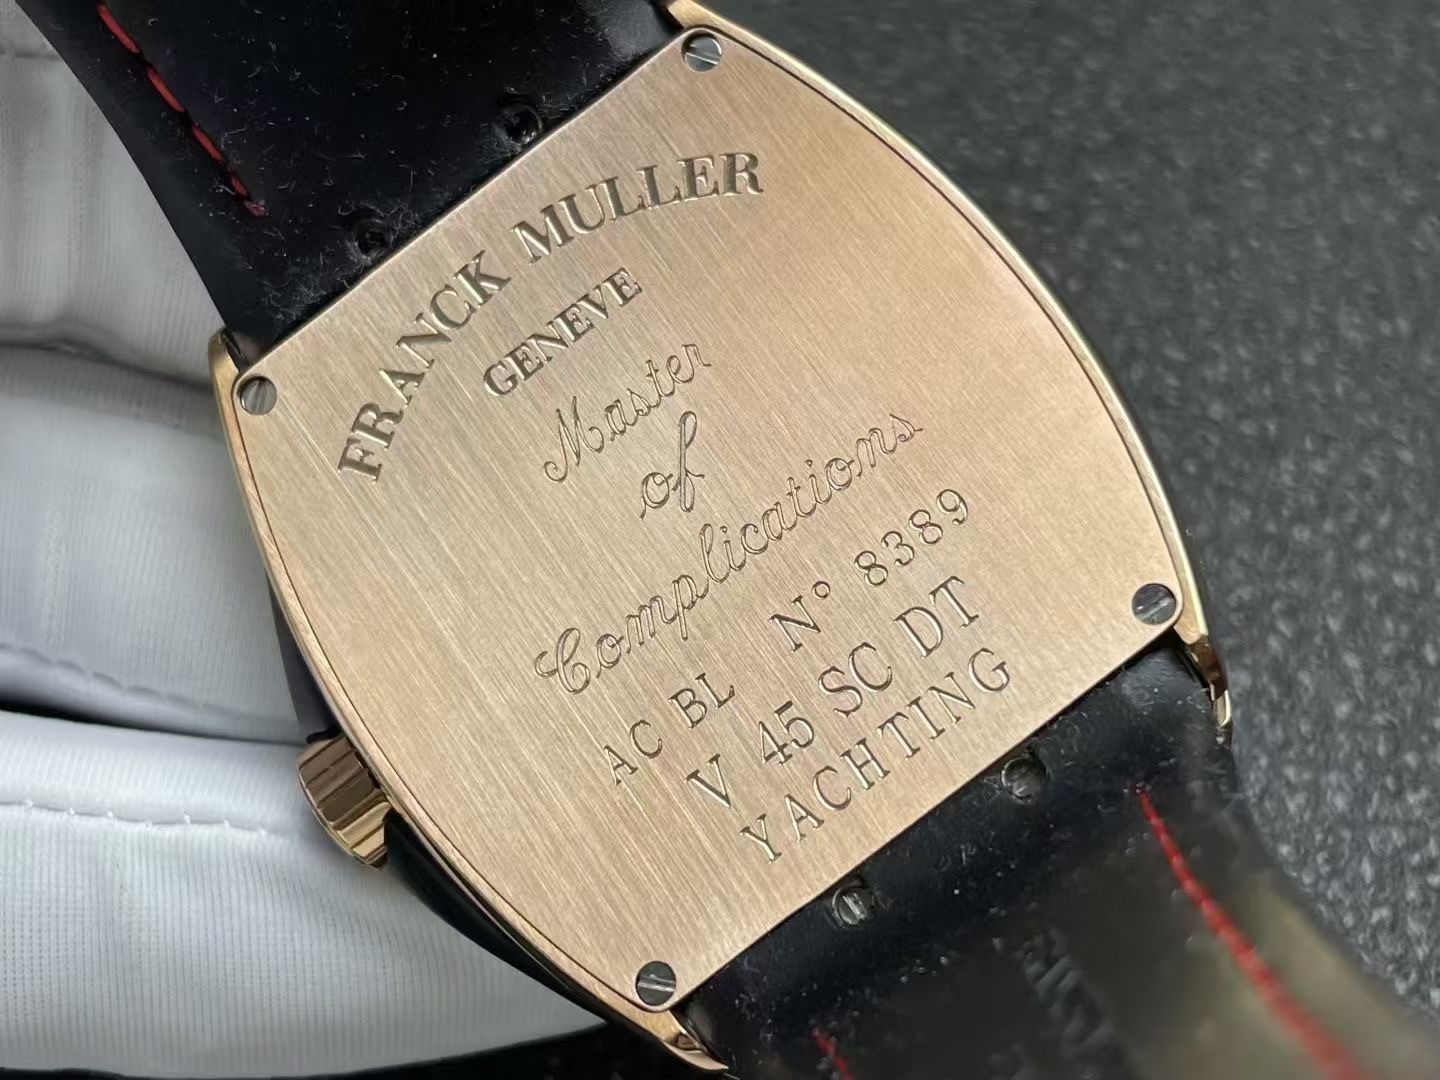 FRANCK MULLER
GENEVE
Master
of
Complications
AC BL N° 8389
V 45 SC DT
YACHTING